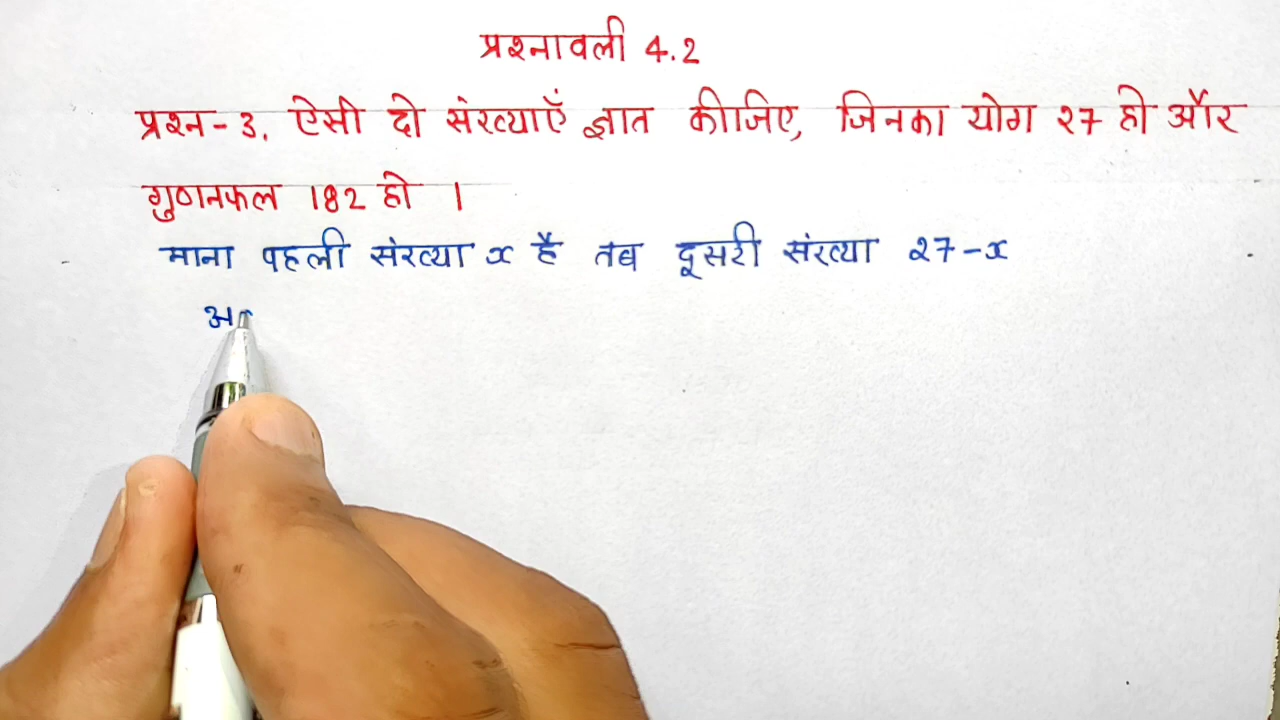 प्रश्नावली 4.2
प्रश्न-3. ऐसी दो संख्याएँ ज्ञात कीजिए, जिनका योग 27 हो और
गुणनफल 182 हो ।
माना पहली संख्या x है तब दूसरी संख्या 27-x